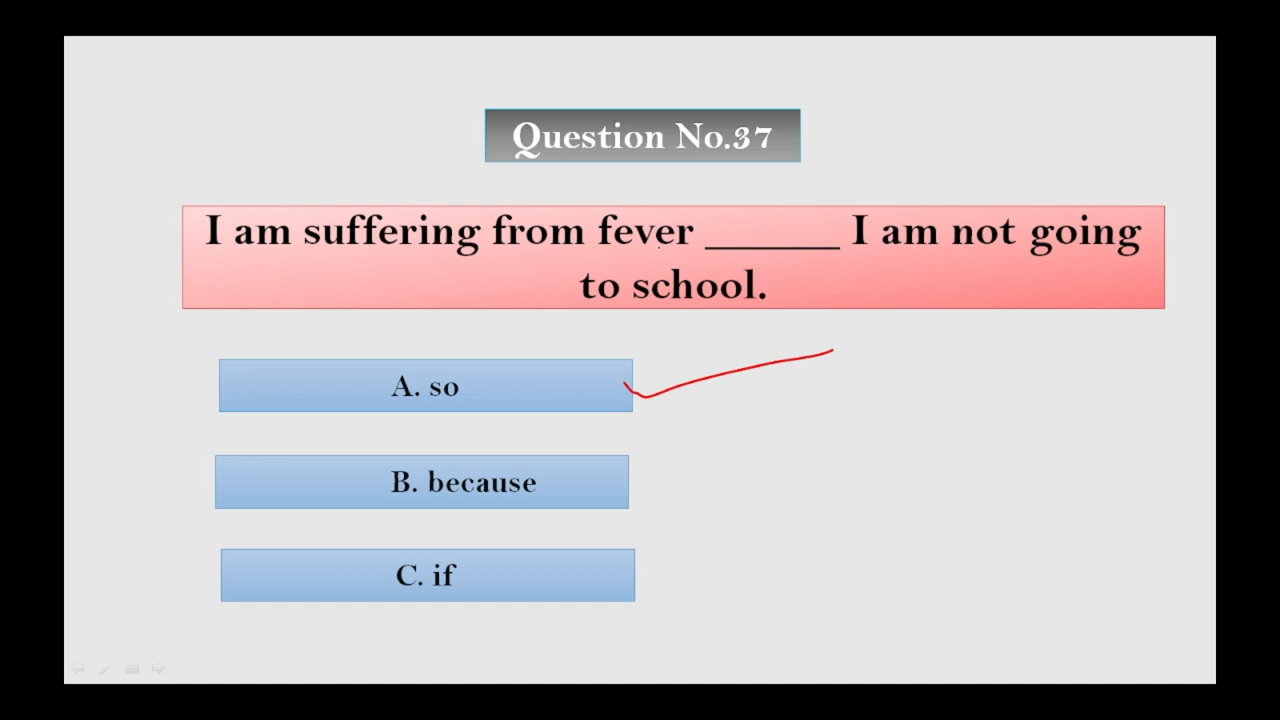 Question No.37
I am suffering from fever ______ I am not going
to school.
A. so
B. because
C. if